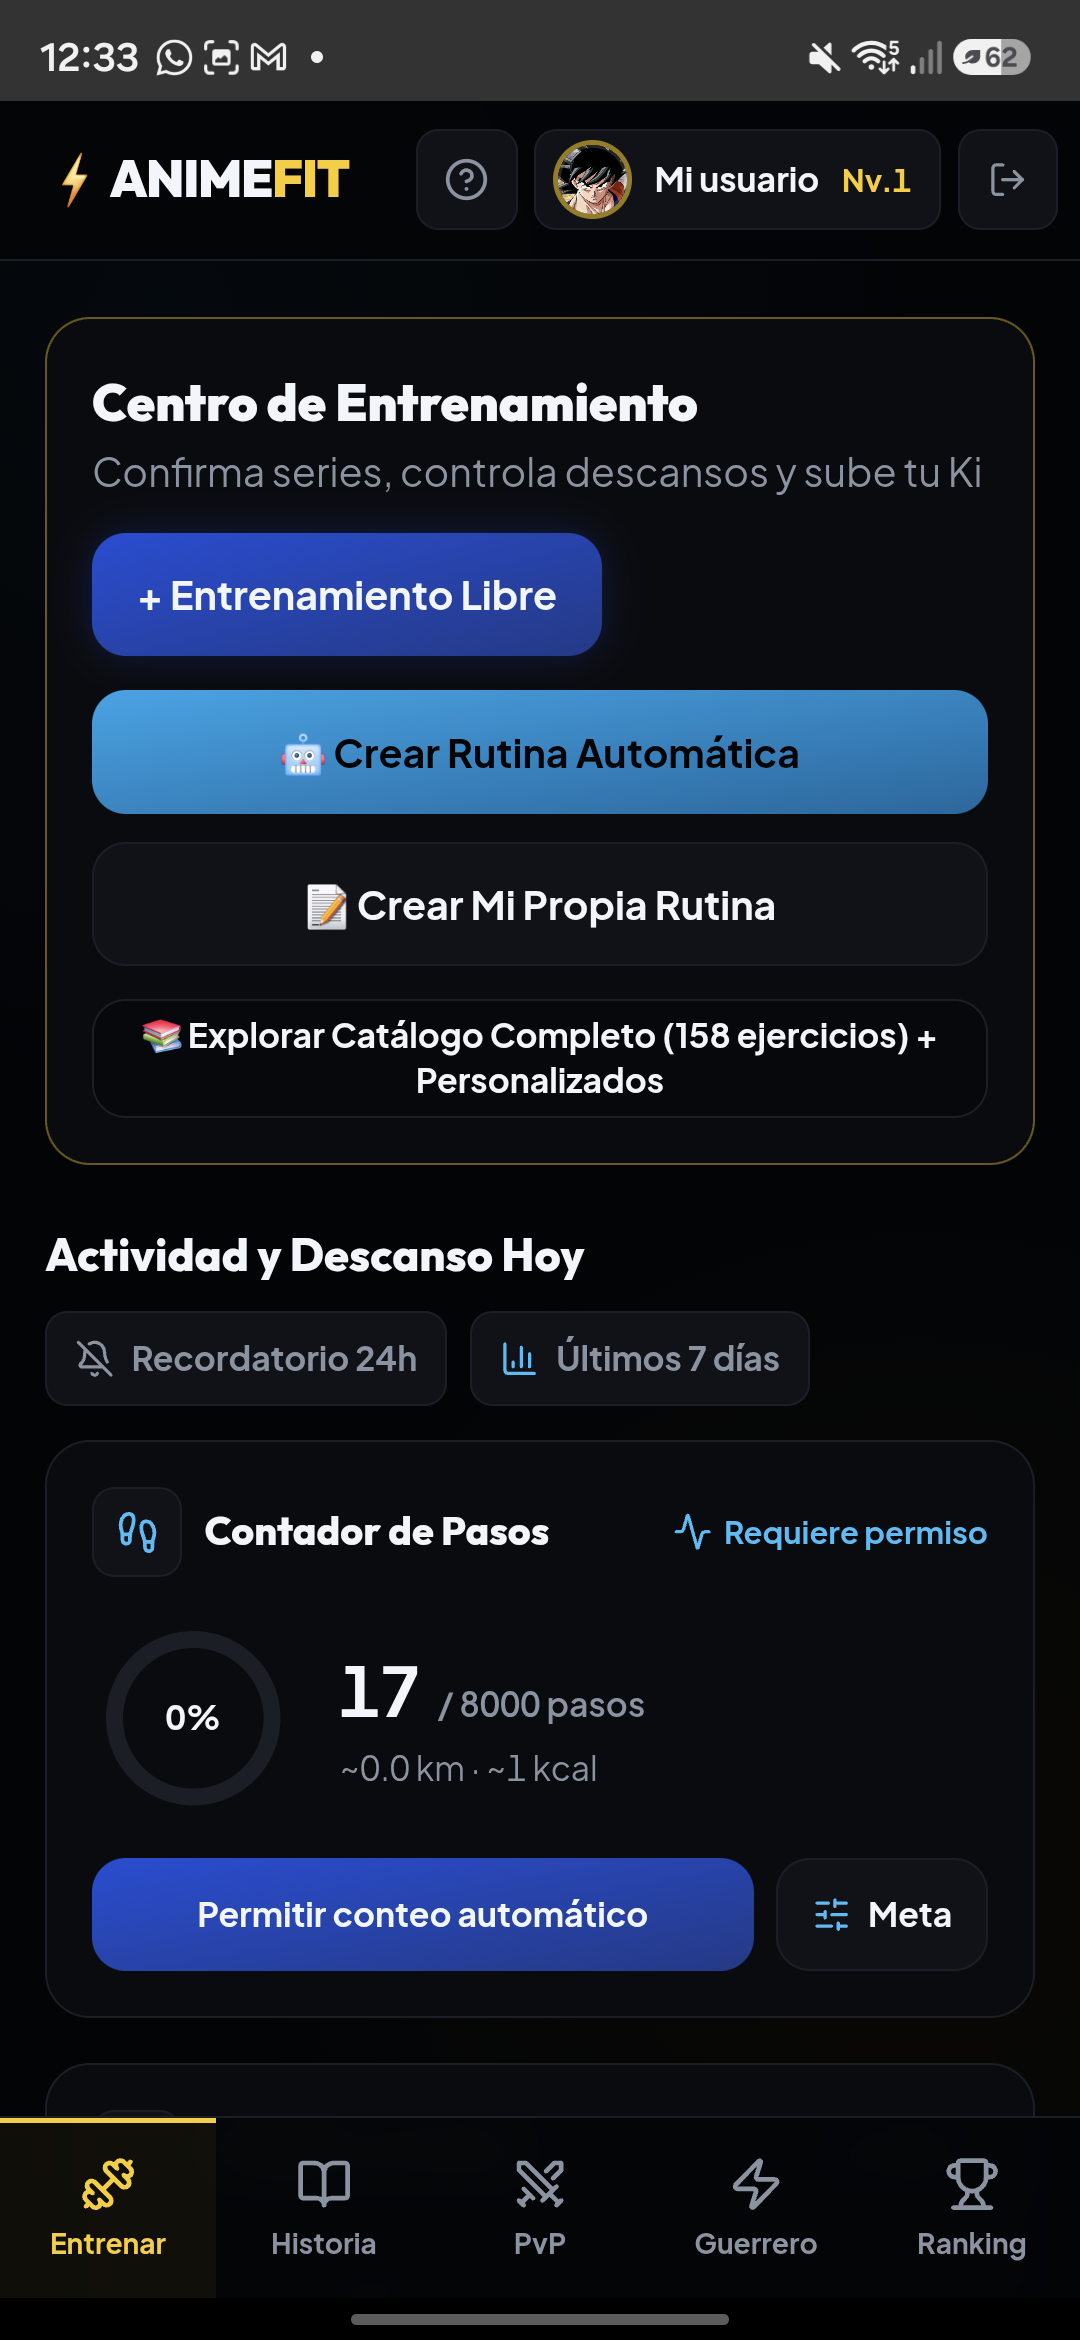 12:33
5
62
⚡ ANIMEFIT
Mi usuario Nv.1
Centro de Entrenamiento
Confirma series, controla descansos y sube tu Ki
+ Entrenamiento Libre
🤖 Crear Rutina Automática
📝 Crear Mi Propia Rutina
📚 Explorar Catálogo Completo (158 ejercicios) +
Personalizados
Actividad y Descanso Hoy
Recordatorio 24h
Últimos 7 días
Contador de Pasos
Requiere permiso
0%
17 / 8000 pasos
~0.0 km · ~1 kcal
Permitir conteo automático
Meta
Entrenar
Historia
PvP
Guerrero
Ranking